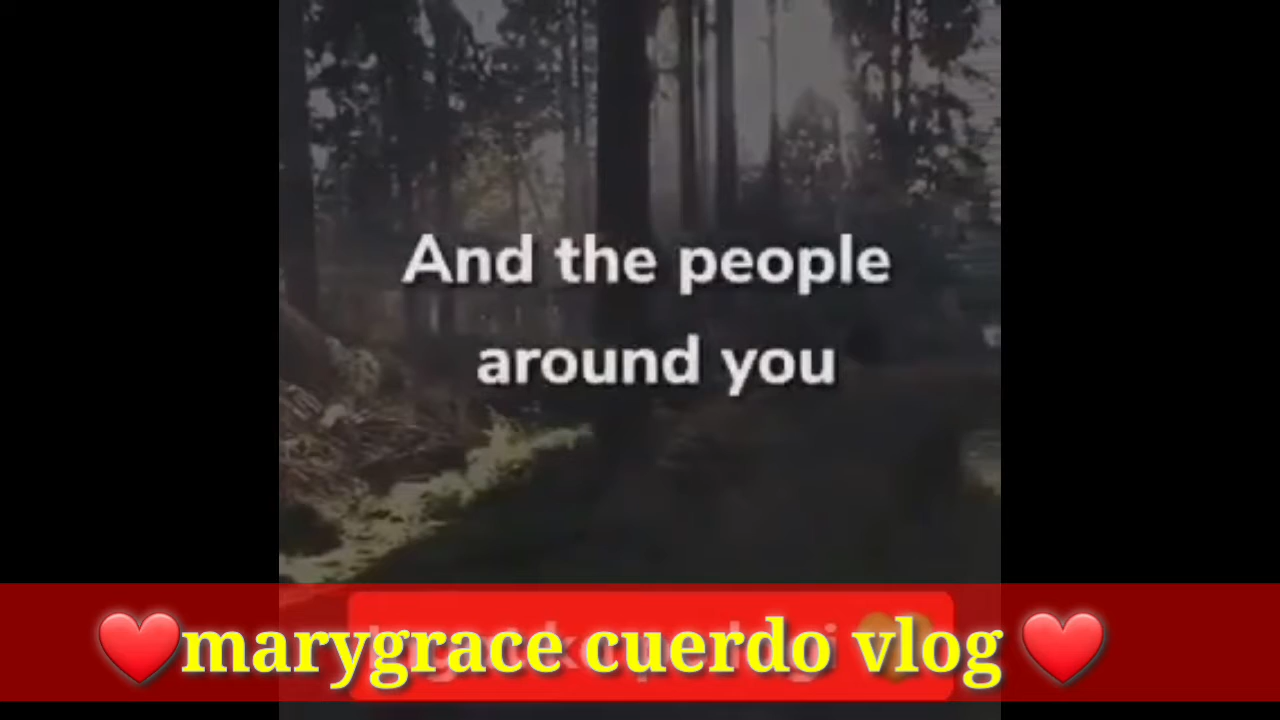 And the people
around you
❤️marygrace cuerdo vlog ❤️